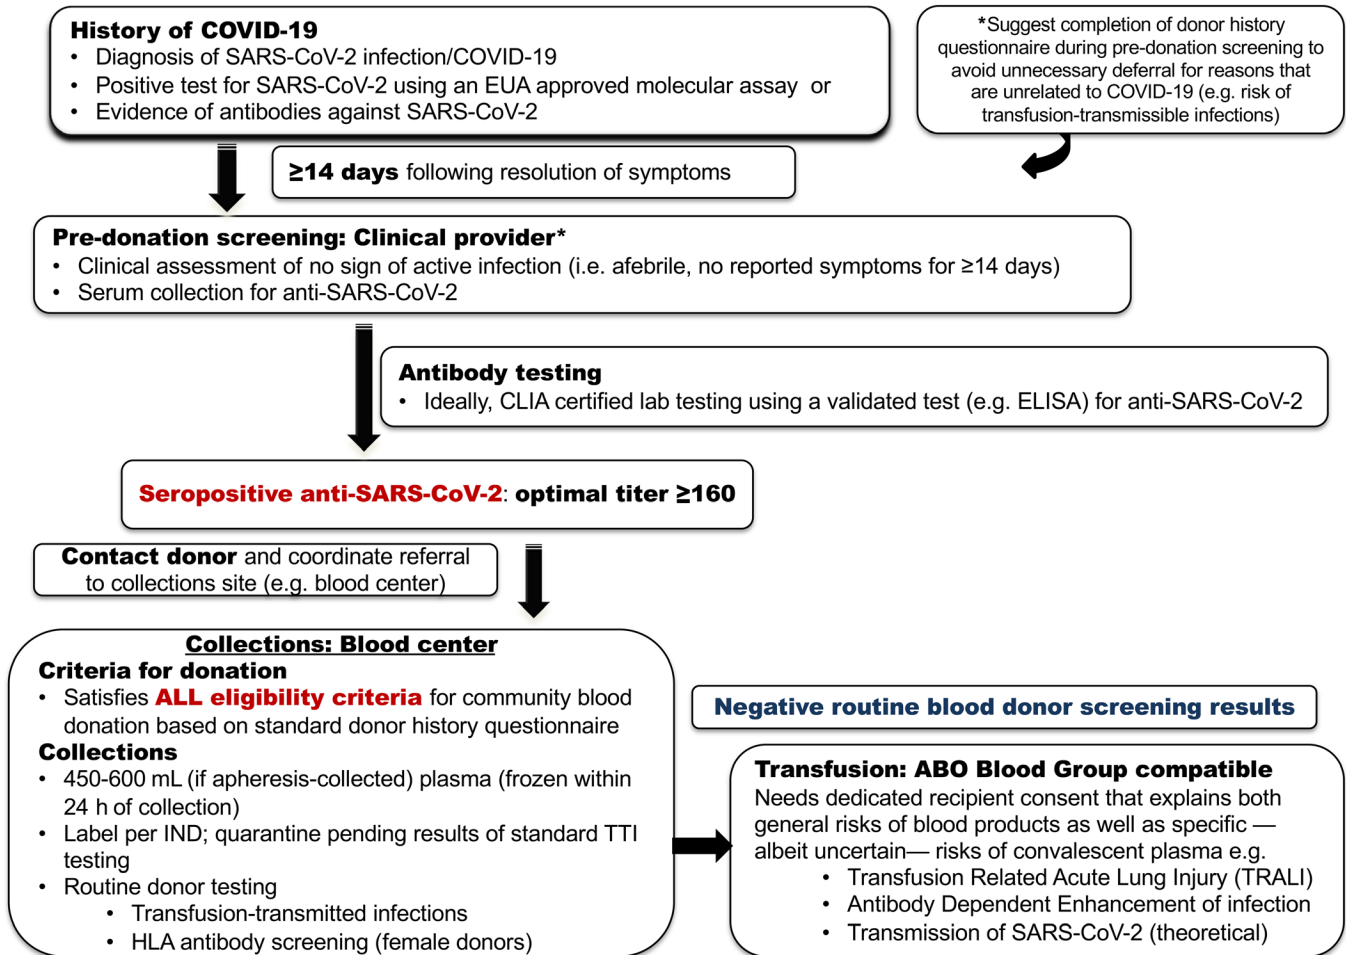 History of COVID-19
• Diagnosis of SARS-CoV-2 infection/COVID-19
• Positive test for SARS-CoV-2 using an EUA approved molecular assay or
• Evidence of antibodies against SARS-CoV-2
*Suggest completion of donor history
questionnaire during pre-donation screening to
avoid unnecessary deferral for reasons that
are unrelated to COVID-19 (e.g. risk of
transfusion-transmissible infections)
≥14 days following resolution of symptoms
Pre-donation screening: Clinical provider*
• Clinical assessment of no sign of active infection (i.e. afebrile, no reported symptoms for ≥14 days)
• Serum collection for anti-SARS-CoV-2
Antibody testing
• Ideally, CLIA certified lab testing using a validated test (e.g. ELISA) for anti-SARS-CoV-2
Seropositive anti-SARS-CoV-2: optimal titer ≥160
Contact donor and coordinate referral
to collections site (e.g. blood center)
Collections: Blood center
Criteria for donation
• Satisfies ALL eligibility criteria for community blood
donation based on standard donor history questionnaire
Collections
• 450-600 mL (if apheresis-collected) plasma (frozen within
24 h of collection)
• Label per IND; quarantine pending results of standard TTI
testing
• Routine donor testing
• Transfusion-transmitted infections
• HLA antibody screening (female donors)
Negative routine blood donor screening results
Transfusion: ABO Blood Group compatible
Needs dedicated recipient consent that explains both
general risks of blood products as well as specific —
albeit uncertain— risks of convalescent plasma e.g.
• Transfusion Related Acute Lung Injury (TRALI)
• Antibody Dependent Enhancement of infection
• Transmission of SARS-CoV-2 (theoretical)